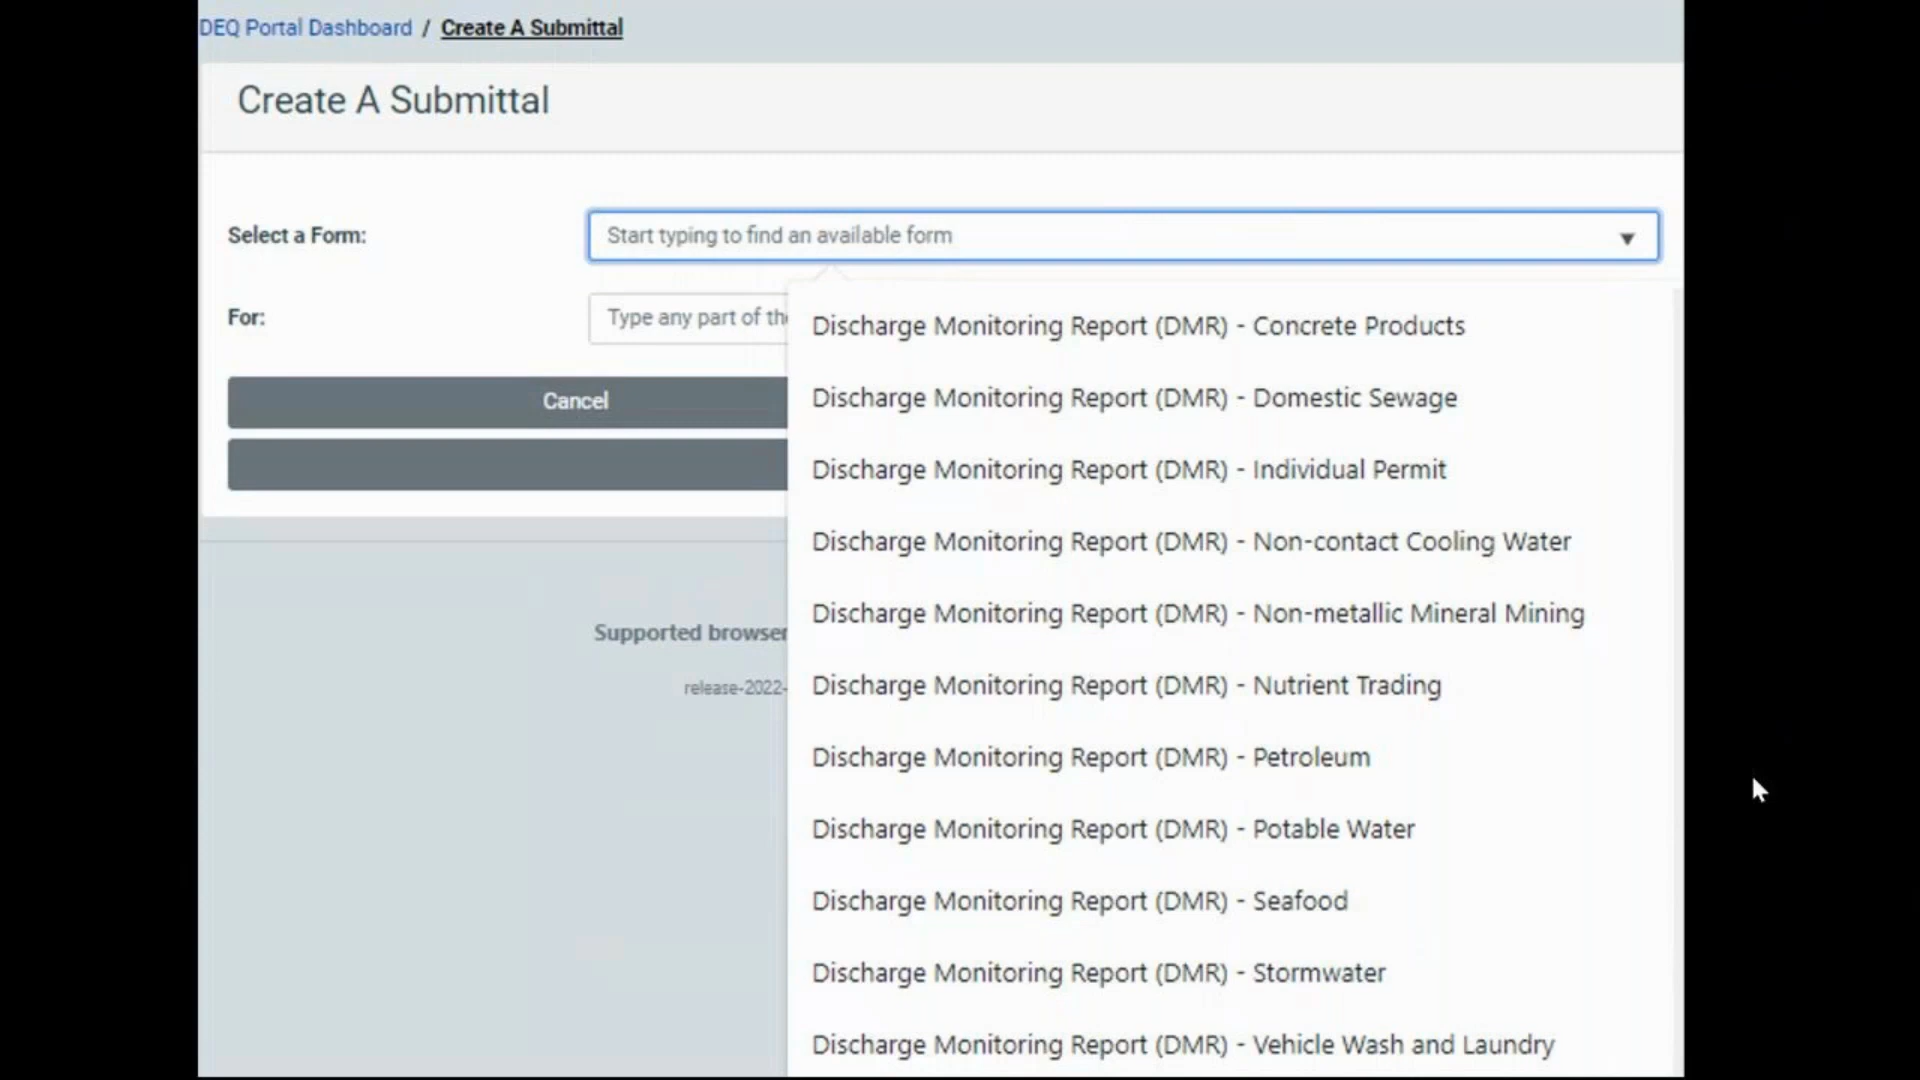 DEQ Portal Dashboard / Create A Submittal
Create A Submittal
Select a Form:
Start typing to find an available form
For:
Type any part of the
Cancel
Supported browser
release-2022-
Discharge Monitoring Report (DMR) - Concrete Products
Discharge Monitoring Report (DMR) - Domestic Sewage
Discharge Monitoring Report (DMR) - Individual Permit
Discharge Monitoring Report (DMR) - Non-contact Cooling Water
Discharge Monitoring Report (DMR) - Non-metallic Mineral Mining
Discharge Monitoring Report (DMR) - Nutrient Trading
Discharge Monitoring Report (DMR) - Petroleum
Discharge Monitoring Report (DMR) - Potable Water
Discharge Monitoring Report (DMR) - Seafood
Discharge Monitoring Report (DMR) - Stormwater
Discharge Monitoring Report (DMR) - Vehicle Wash and Laundry